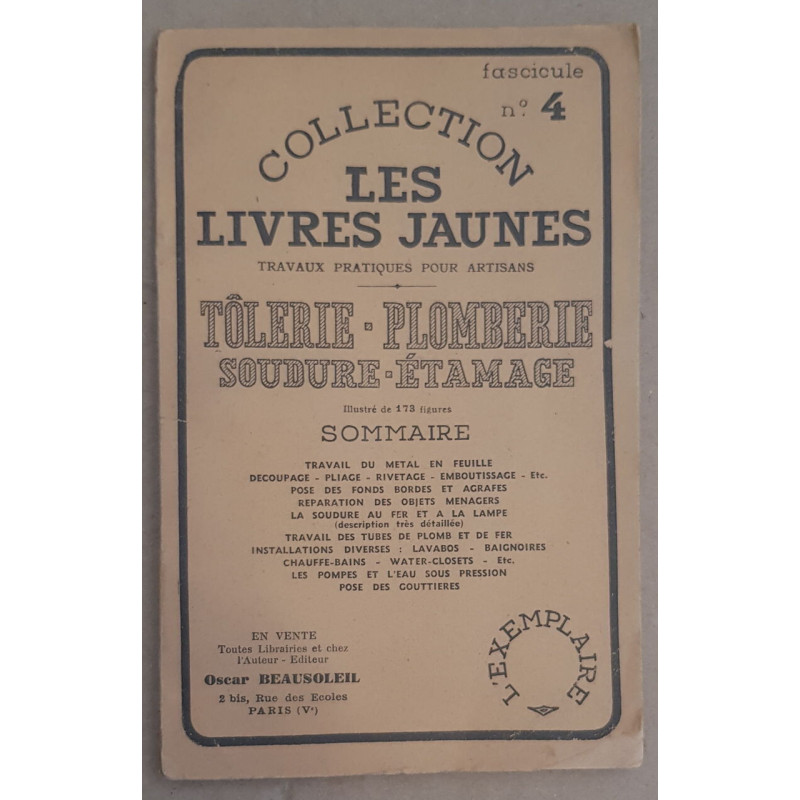 fascicule
n° 4
COLLECTION
LES
LIVRES JAUNES
TRAVAUX PRATIQUES POUR ARTISANS
TÔLERIE - PLOMBERIE
SOUDURE - ÉTAMAGE
Illustré de 173 figures
SOMMAIRE
TRAVAIL DU METAL EN FEUILLE
DECOUPAGE - PLIAGE - RIVETAGE - EMBOUTISSAGE - Etc.
POSE DES FONDS BORDES ET AGRAFES
REPARATION DES OBJETS MENAGERS
LA SOUDURE AU FER ET A LA LAMPE
(description très détaillée)
TRAVAIL DES TUBES DE PLOMB ET DE FER
INSTALLATIONS DIVERSES : LAVABOS - BAIGNOIRES
CHAUFFE-BAINS - WATER-CLOSETS - Etc.
LES POMPES ET L'EAU SOUS PRESSION
POSE DES GOUTTIERES
EN VENTE
Toutes Librairies et chez
l'Auteur - Editeur
Oscar BEAUSOLEIL
2 bis, Rue des Ecoles
PARIS (Ve)
L'EXEMPLAIRE